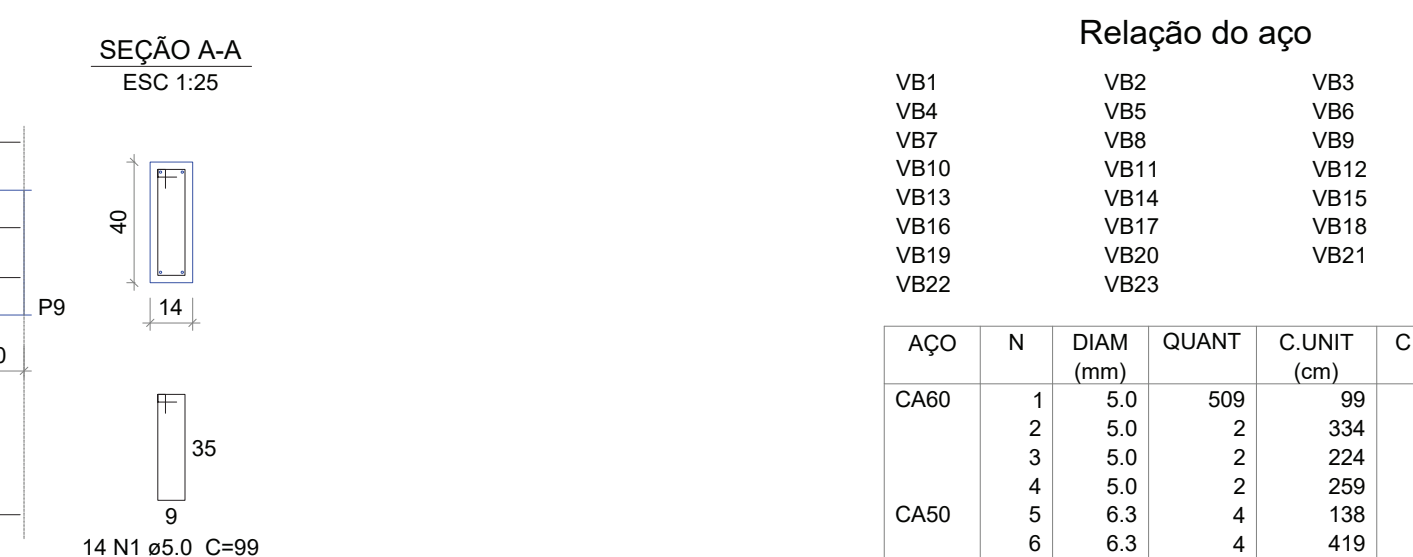 SEÇÃO A-A
ESC 1:25
40
14
P9
0
35
9
14 N1 ø5.0 C=99
Relação do aço
VB1 VB2 VB3
VB4 VB5 VB6
VB7 VB8 VB9
VB10 VB11 VB12
VB13 VB14 VB15
VB16 VB17 VB18
VB19 VB20 VB21
VB22 VB23
AÇO N DIAM QUANT C.UNIT C
(mm) (cm)
CA60 1 5.0 509 99
2 5.0 2 334
3 5.0 2 224
4 5.0 2 259
CA50 5 6.3 4 138
6 6.3 4 419